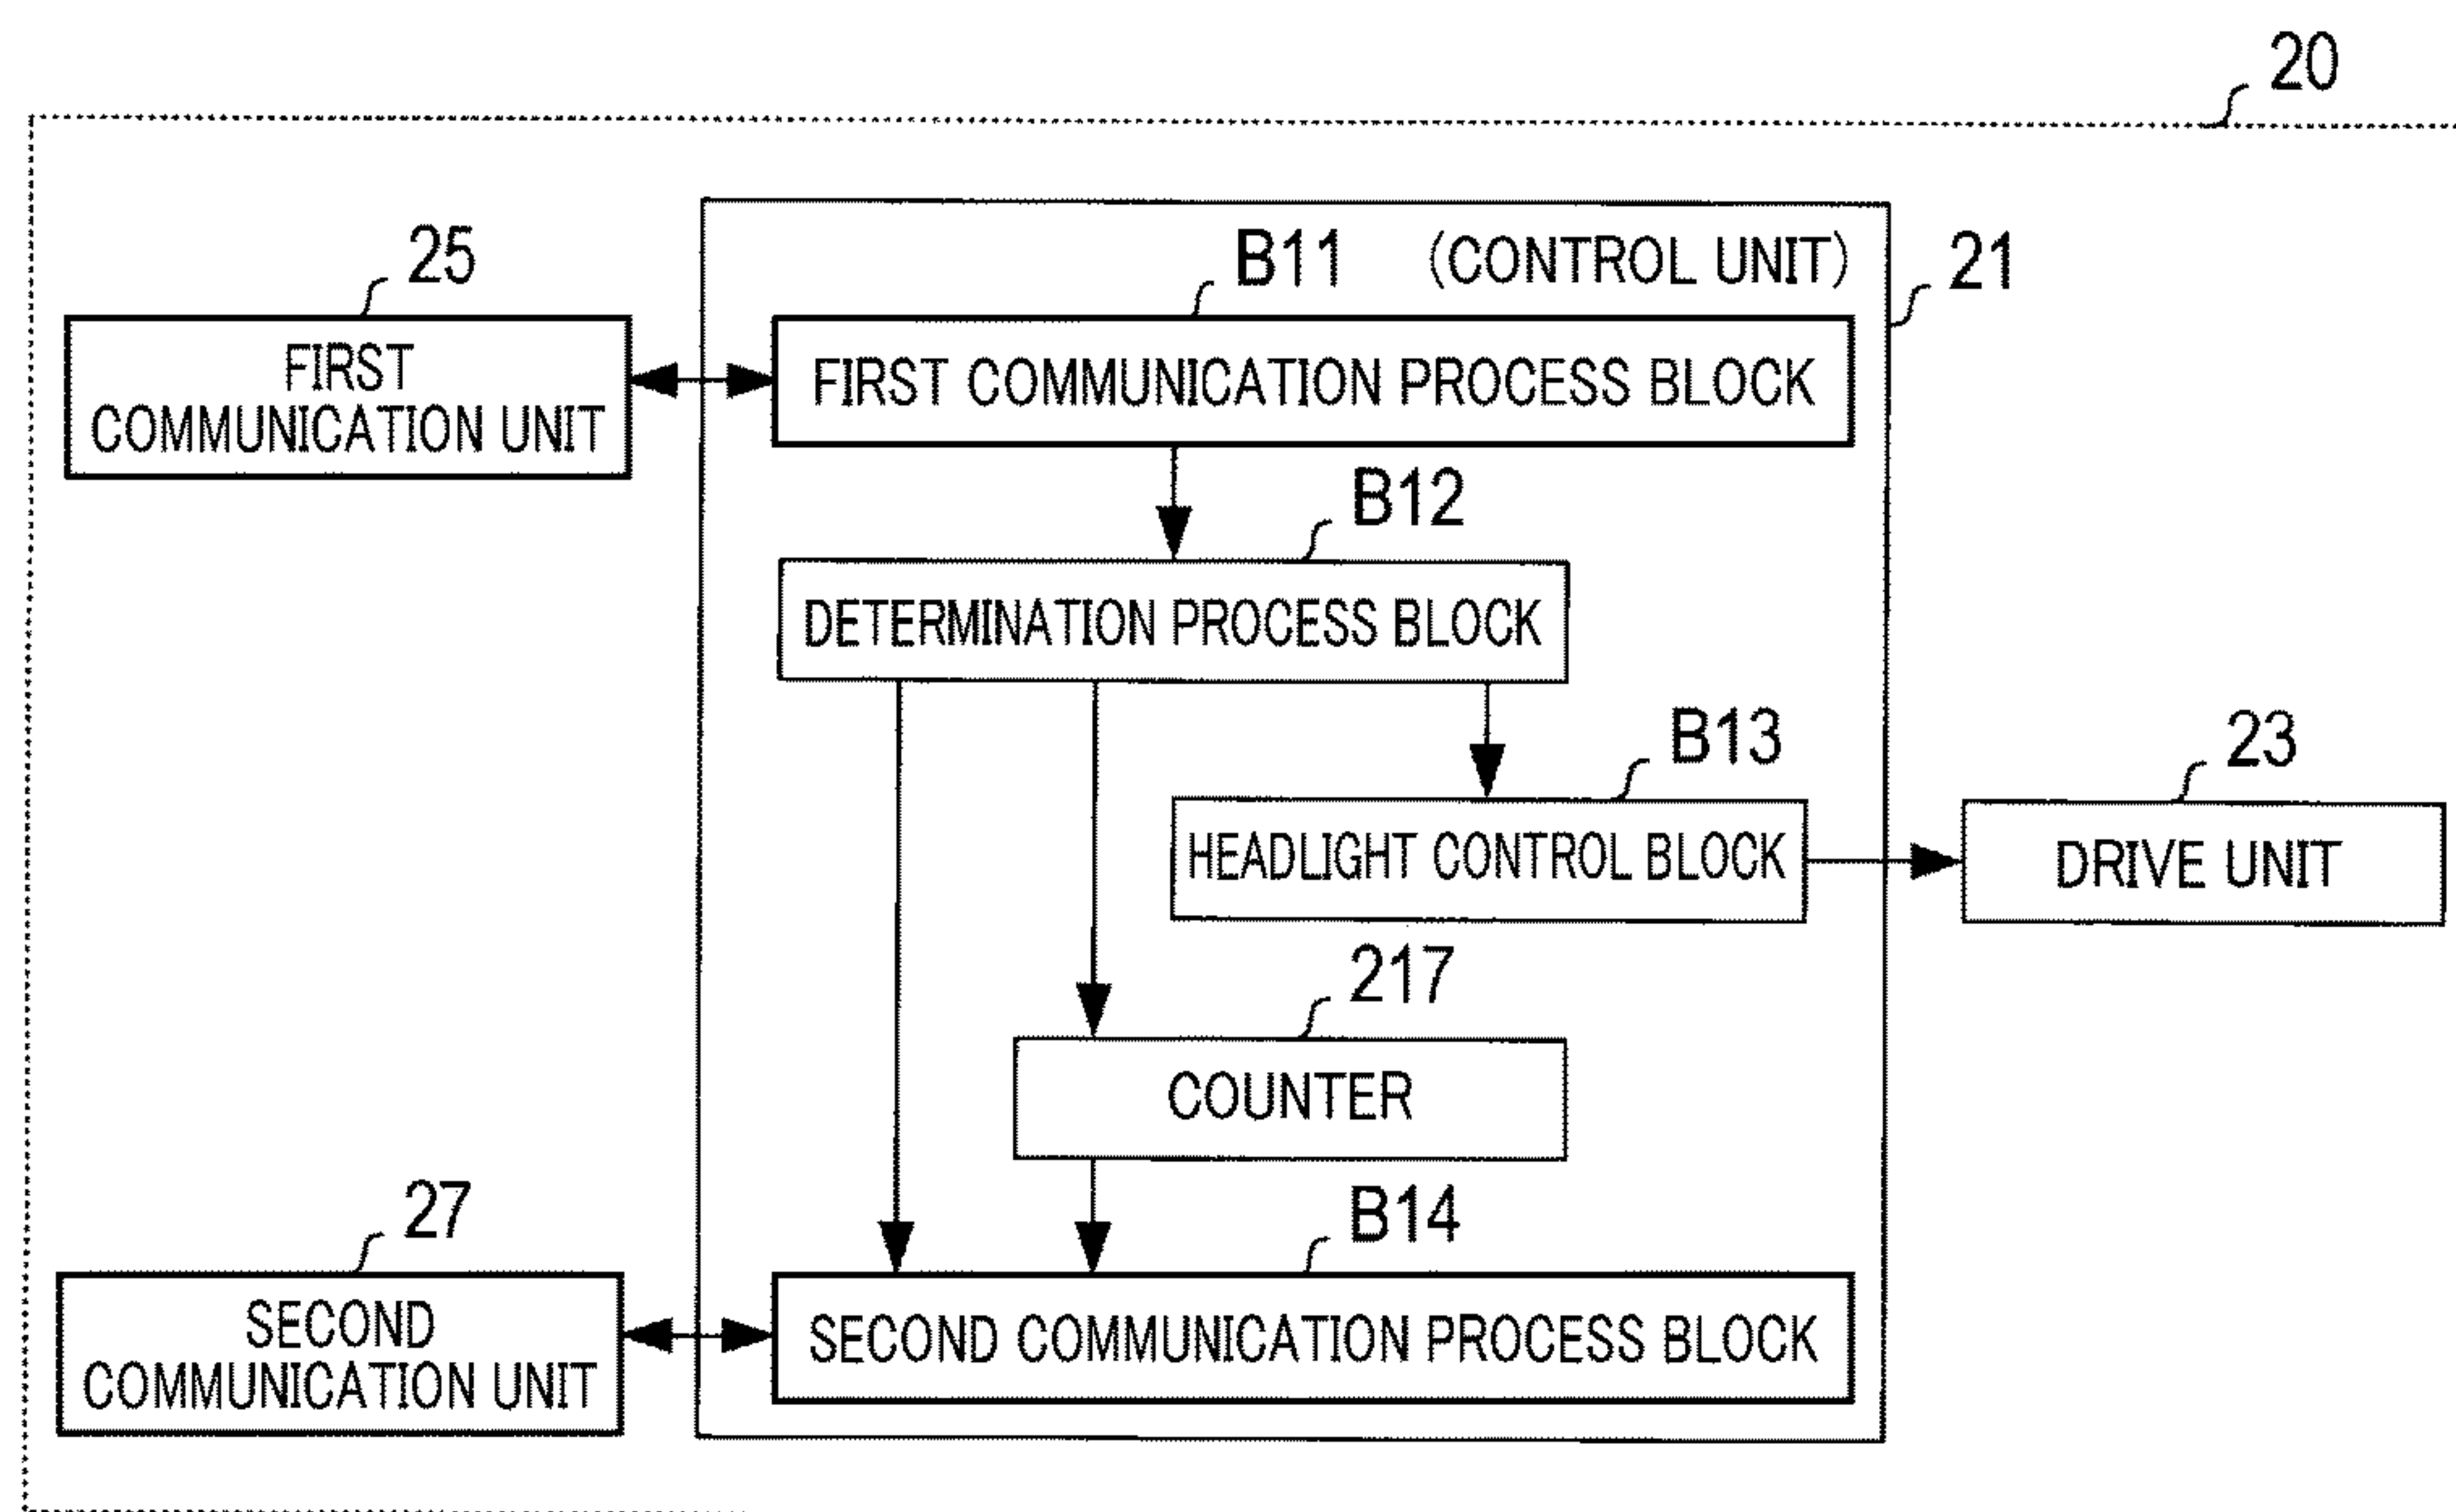 20
25
B11
(CONTROL UNIT)
21
FIRST
COMMUNICATION UNIT
FIRST COMMUNICATION PROCESS BLOCK
B12
DETERMINATION PROCESS BLOCK
B13
23
HEADLIGHT CONTROL BLOCK
DRIVE UNIT
217
COUNTER
27
B14
SECOND
COMMUNICATION UNIT
SECOND COMMUNICATION PROCESS BLOCK